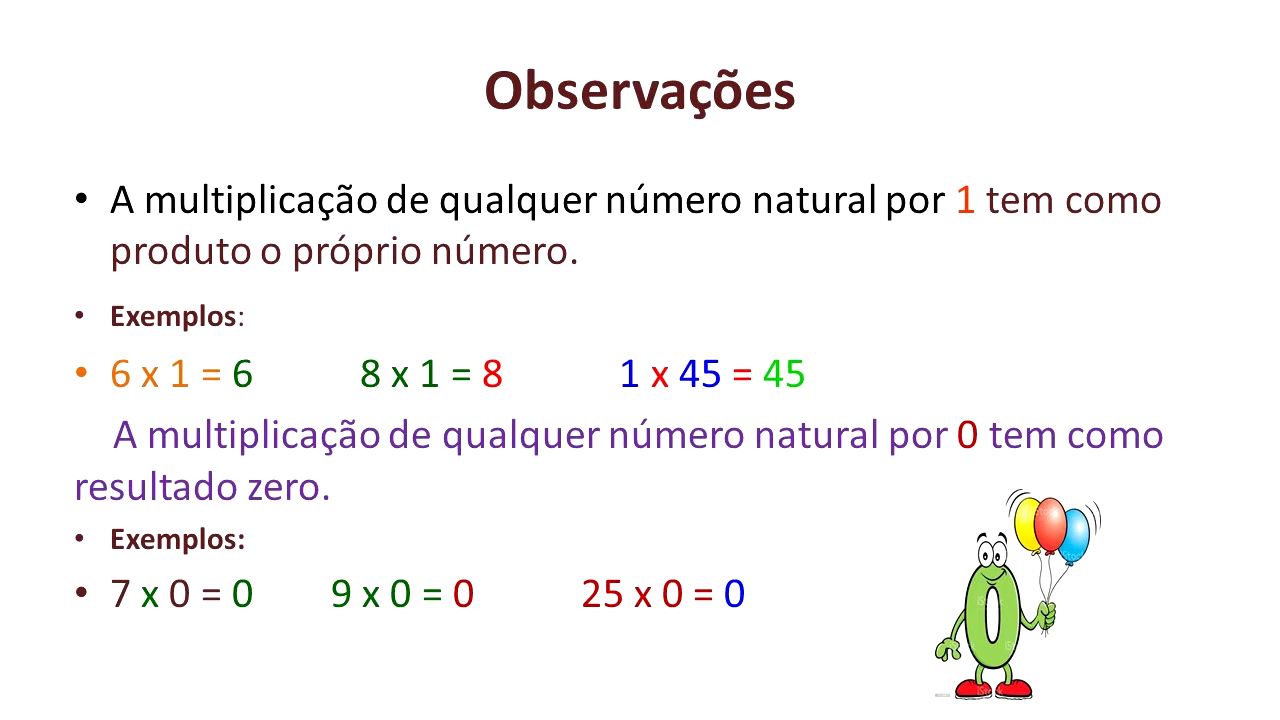 Observações
• A multiplicação de qualquer número natural por 1 tem como
produto o próprio número.
• Exemplos:
• 6 x 1 = 6 8 x 1 = 8 1 x 45 = 45
A multiplicação de qualquer número natural por 0 tem como
resultado zero.
• Exemplos:
• 7 x 0 = 0 9 x 0 = 0 25 x 0 = 0